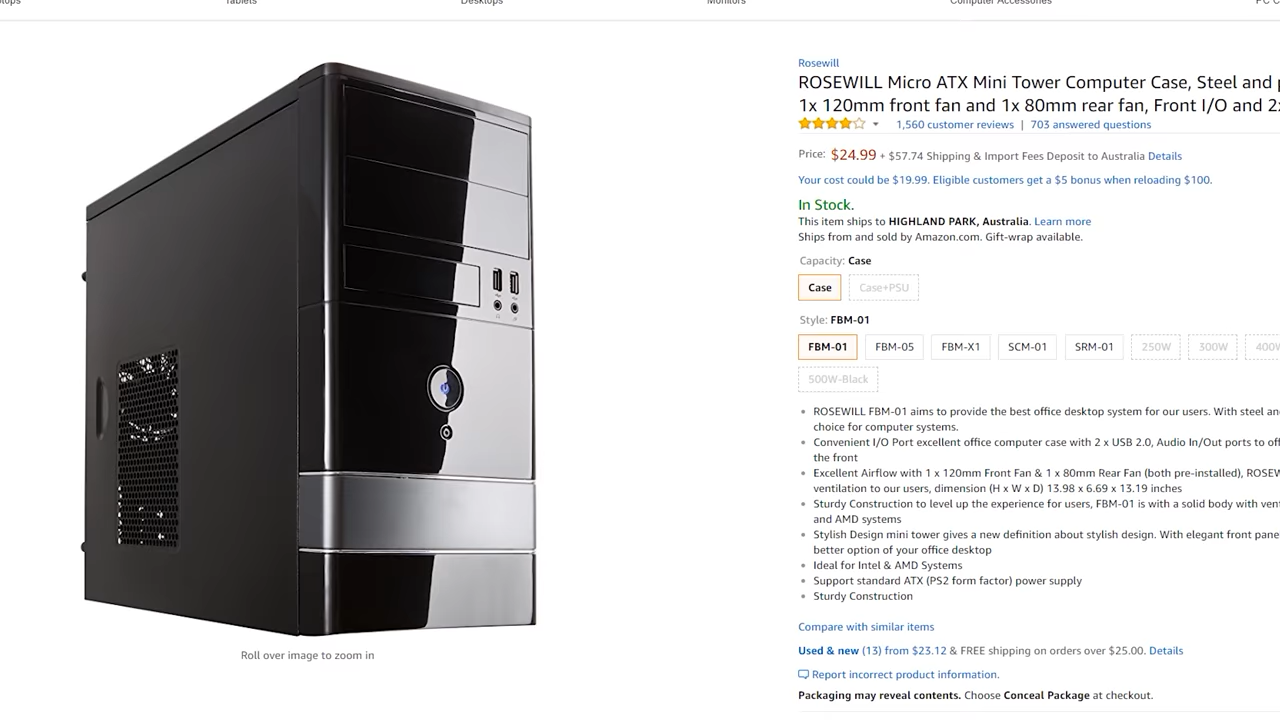 Tablets
Desktops
Monitors
Computer Accessories
Rosewill
ROSEWILL Micro ATX Mini Tower Computer Case, Steel and
1x 120mm front fan and 1x 80mm rear fan, Front I/O and
1,560 customer reviews | 703 answered questions
Price: $24.99 + $57.74 Shipping & Import Fees Deposit to Australia Details
Your cost could be $19.99. Eligible customers get a $5 bonus when reloading $100.
In Stock.
This item ships to HIGHLAND PARK, Australia. Learn more
Ships from and sold by Amazon.com. Gift-wrap available.
Capacity: Case
Case Case+PSU
Style: FBM-01
FBM-01 FBM-05 FBM-X1 SCM-01 SRM-01 250W 300W 400W
500W-Black
ROSEWILL FBM-01 aims to provide the best office desktop system for our users. With steel
choice for computer systems.
Convenient I/O Port excellent office computer case with 2 x USB 2.0, Audio In/Out ports to
the front
Excellent Airflow with 1 x 120mm Front Fan & 1 x 80mm Rear Fan (both pre-installed),
ventilation to our users, dimension (H x W x D) 13.98 x 6.69 x 13.19 inches
Sturdy Construction to level up the experience for users, FBM-01 is with a solid body with
and AMD systems
Stylish Design mini tower gives a new definition about stylish design. With elegant front
better option of your office desktop
Ideal for Intel & AMD Systems
Support standard ATX (PS2 form factor) power supply
Sturdy Construction
Compare with similar items
Used & new (13) from $23.12 & FREE shipping on orders over $25.00. Details
Report incorrect product information.
Packaging may reveal contents. Choose Conceal Package at checkout.
Roll over image to zoom in